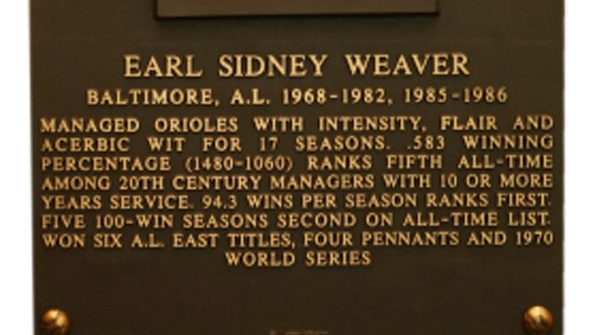 EARL SIDNEY WEAVER
BALTIMORE, A.L. 1968-1982, 1985-1986
MANAGED ORIOLES WITH INTENSITY, FLAIR AND
ACERBIC WIT FOR 17 SEASONS. .583 WINNING
PERCENTAGE (1480-1060) RANKS FIFTH ALL-TIME
AMONG 20TH CENTURY MANAGERS WITH 10 OR MORE
YEARS SERVICE. 94.3 WINS PER SEASON RANKS FIRST.
FIVE 100-WIN SEASONS SECOND ON ALL-TIME LIST.
WON SIX A.L. EAST TITLES, FOUR PENNANTS AND 1970
WORLD SERIES